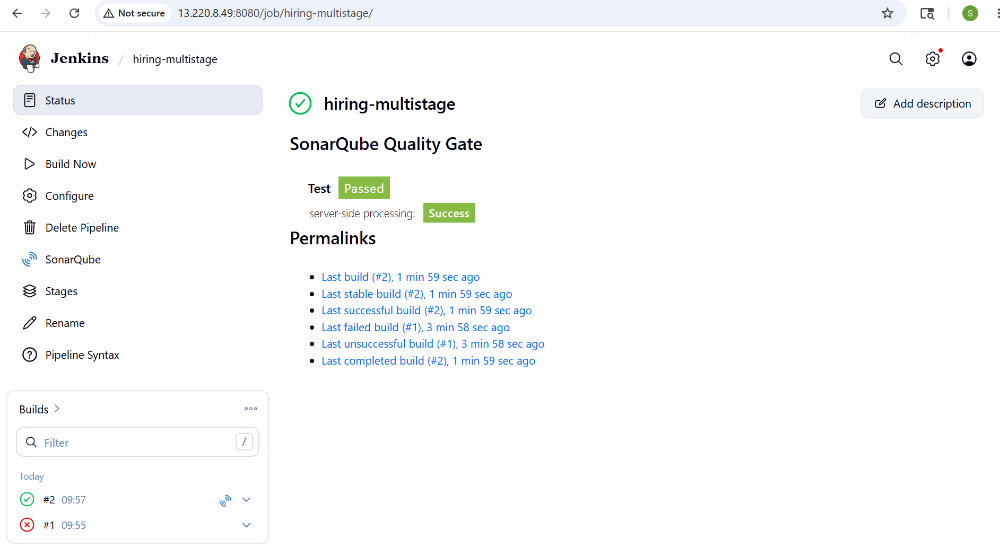 Not secure 13.220.8.49:8080/job/hiring-multistage/
S
Jenkins / hiring-multistage
Status
Changes
Build Now
Configure
Delete Pipeline
SonarQube
Stages
Rename
Pipeline Syntax
Builds
Filter /
Today
#2 09:57
#1 09:55
hiring-multistage
Add description
SonarQube Quality Gate
Test Passed
server-side processing: Success
Permalinks
Last build (#2), 1 min 59 sec ago
Last stable build (#2), 1 min 59 sec ago
Last successful build (#2), 1 min 59 sec ago
Last failed build (#1), 3 min 58 sec ago
Last unsuccessful build (#1), 3 min 58 sec ago
Last completed build (#2), 1 min 59 sec ago